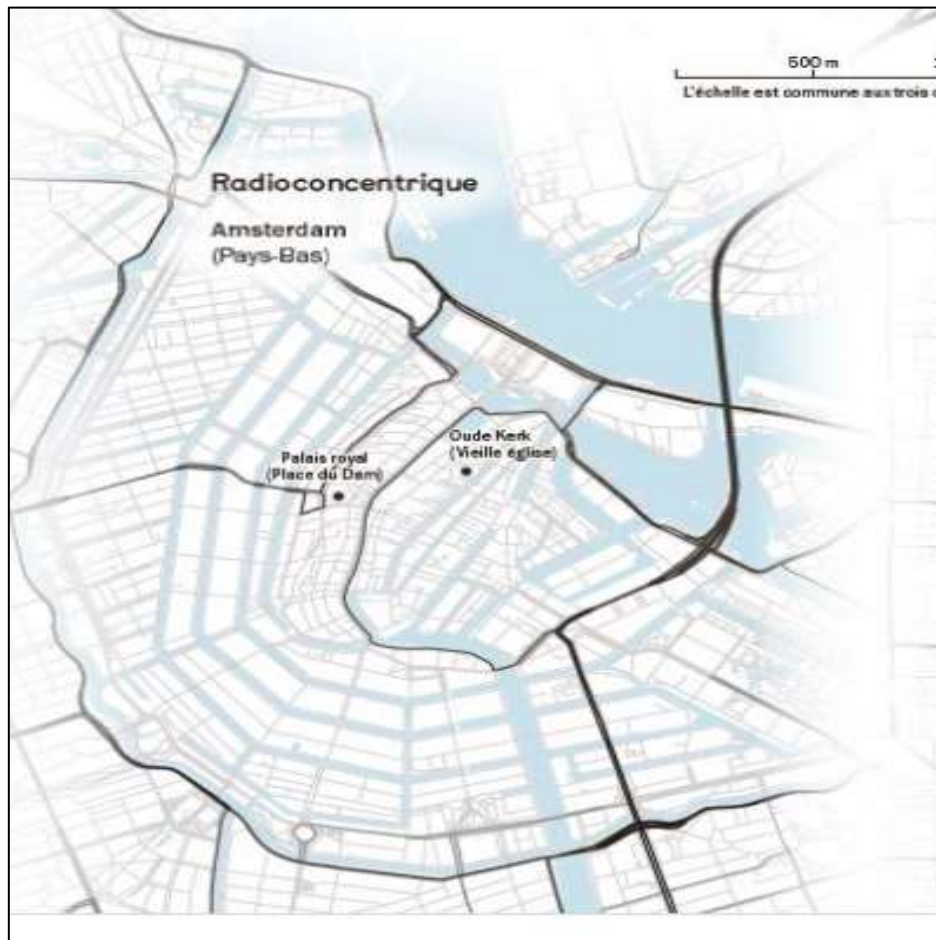 500 m
L'échelle est commune aux trois
Radioconcentrique
Amsterdam
(Pays-Bas)
Oude Kerk
(Vieille église)
Palais royal
(Place du Dam)